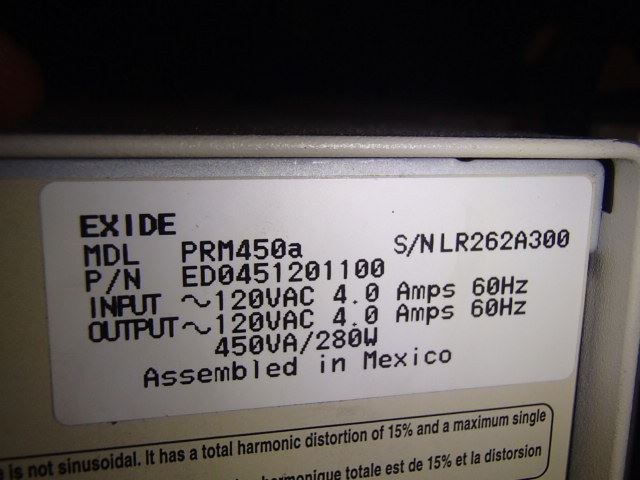 EXIDE
MDL PRM450a S/N LR262A300
P/N ED0451201100
INPUT ~120VAC 4.0 Amps 60Hz
OUTPUT~120VAC 4.0 Amps 60Hz
450VA/280W
Assembled in Mexico
is not sinusoidal. It has a total harmonic distortion of 15% and a maximum single
harmonique totale est de 15% et la distorsion